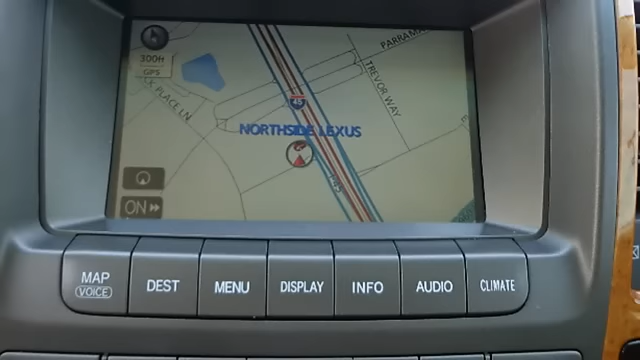 300ft
GPS
PARRAMA
TREVOR WAY
K PLACE LN
45
NORTHSIDE LEXUS
ON
MAP
VOICE
DEST
MENU
DISPLAY
INFO
AUDIO
CLIMATE